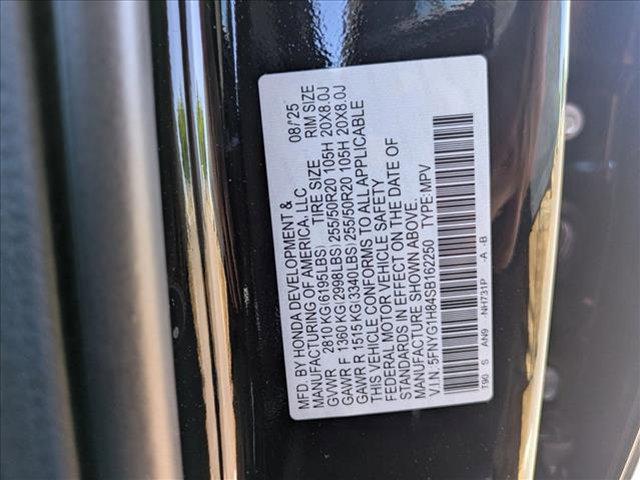 MFD. BY HONDA DEVELOPMENT & 08/25
MANUFACTURING OF AMERICA, LLC
GVWR 2810 KG(6195LBS) TIRE SIZE RIM SIZE
GAWR F 1360 KG(2998LBS) 255/50R20 105H 20X8.0J
GAWR R 1515 KG(3340LBS) 255/50R20 105H 20X8.0J
THIS VEHICLE CONFORMS TO ALL APPLICABLE
FEDERAL MOTOR VEHICLE SAFETY
STANDARDS IN EFFECT ON THE DATE OF
MANUFACTURE SHOWN ABOVE.
V.I.N. 5FNYG1H84SB162250 TYPE:MPV
T90 S AN9 NH731P -A -B